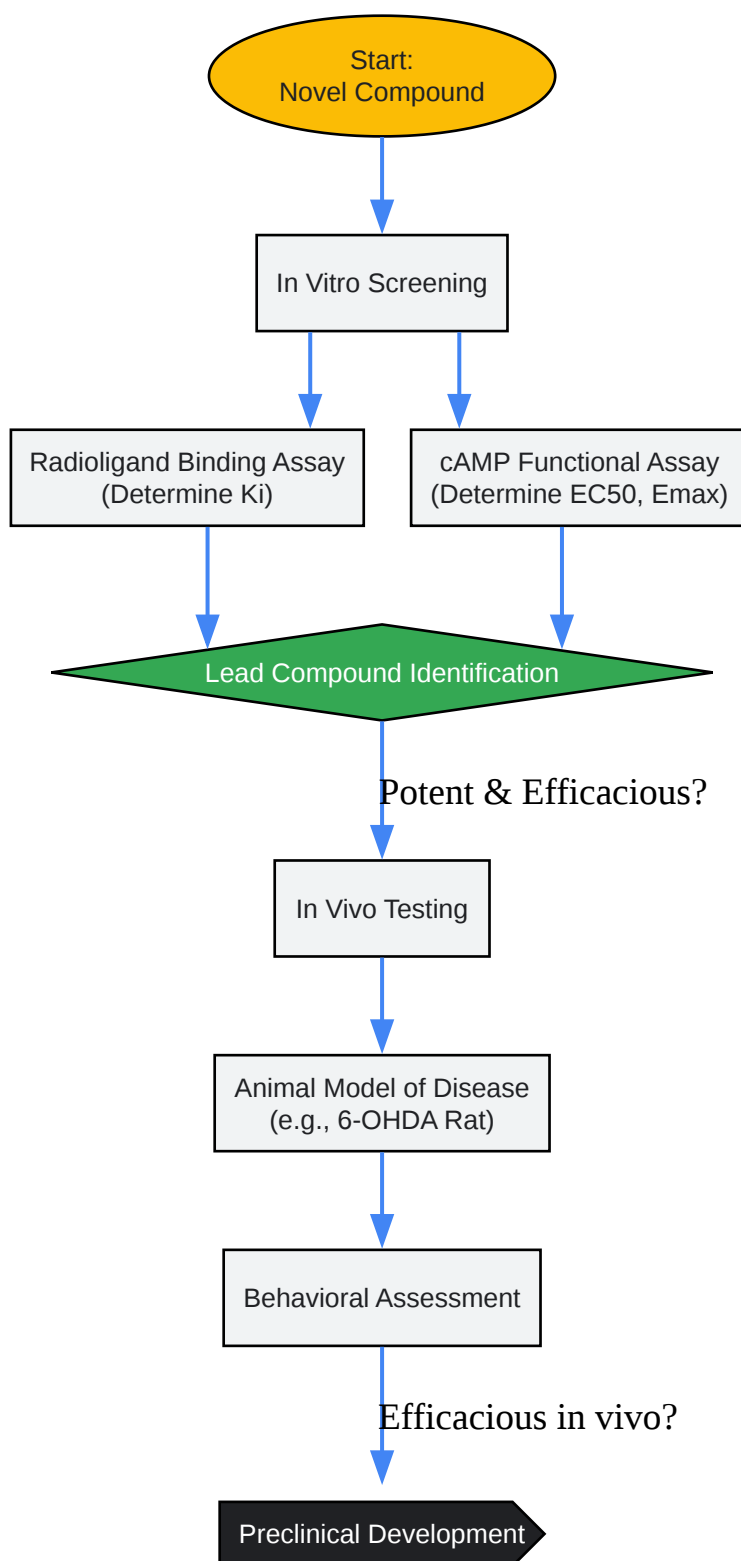 Start:
Novel Compound
In Vitro Screening
Radioligand Binding Assay
(Determine Ki)
cAMP Functional Assay
(Determine EC50, Emax)
Lead Compound Identification
Potent & Efficacious?
In Vivo Testing
Animal Model of Disease
(e.g., 6-OHDA Rat)
Behavioral Assessment
Efficacious in vivo?
Preclinical Development